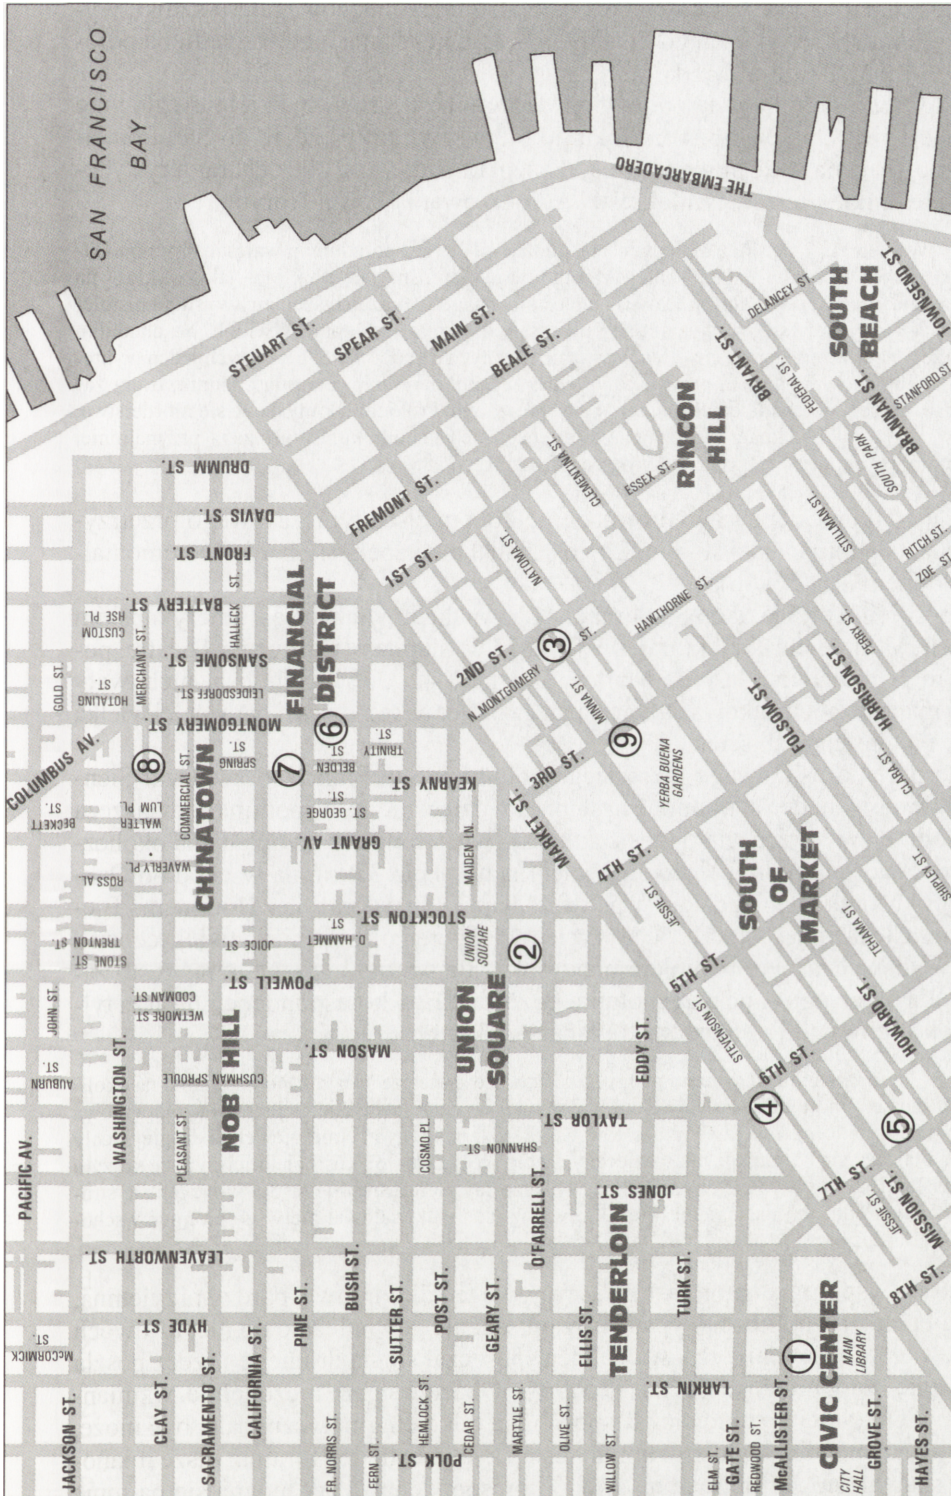 SAN FRANCISCO
BAY
THE EMBARCADERO
STEUART ST.
SPEAR ST.
MAIN ST.
BEALE ST.
DELANCEY ST.
SOUTH
BEACH
TOWNSEND ST.
BRYANT ST.
FEDERAL ST.
BRANNAN ST.
STANFORD ST.
RINCON
HILL
SOUTH PARK
DRUMM ST.
DAVIS ST.
FRONT ST.
FREMONT ST.
1ST ST.
CLEMENTINA ST.
ESSEX ST.
NATOMA ST.
STILLMAN ST.
RITCH ST.
ZOE ST.
BATTERY ST.
CUSTOM
HSE PL.
HALLECK ST.
FINANCIAL
DISTRICT
HAWTHORNE ST.
PERRY ST.
GOLD ST.
HOTALING
ST.
MERCHANT ST.
SANSOME ST.
LEIDESDORFF ST.
2ND ST.
N. MONTGOMERY ST.
3
MINNA ST.
FOLSOM ST.
HARRISON ST.
COLUMBUS AV.
MONTGOMERY ST.
8
SPRING
ST.
7
6
BELDEN
ST.
TRINITY
ST.
KEARNY ST.
3RD ST.
9
YERBA BUENA
GARDENS
CLARA ST.
BECKETT
ST.
WALTER
LUM PL.
COMMERCIAL ST.
CHINATOWN
ST. GEORGE
ST.
MARKET ST.
ROSS AL.
WAVERLY PL.
GRANT AV.
MAIDEN LN.
4TH ST.
JESSIE ST.
SOUTH
OF
MARKET
SHIPLEY ST.
TRENTON ST.
STONE ST.
JOICE ST.
D. HAMMET
ST.
STOCKTON ST.
UNION
SQUARE
2
TEHAMA ST.
JOHN ST.
CODMAN ST.
WETMORE ST.
POWELL ST.
5TH ST.
STEVENSON ST.
HOWARD ST.
AUBURN
ST.
WASHINGTON ST.
CUSHMAN SPROULE
NOB HILL
MASON ST.
UNION
SQUARE
EDDY ST.
6TH ST.
4
5
PACIFIC AV.
PLEASANT ST.
COSMO PL.
SHANNON ST.
TAYLOR ST.
7TH ST.
JESSIE ST.
MISSION ST.
LEAVENWORTH ST.
O'FARRELL ST.
JONES ST.
8TH ST.
McCORMICK
ST.
HYDE ST.
PINE ST.
BUSH ST.
SUTTER ST.
POST ST.
GEARY ST.
ELLIS ST.
TENDERLOIN
TURK ST.
1
CIVIC CENTER
MAIN
LIBRARY
JACKSON ST.
CLAY ST.
SACRAMENTO ST.
CALIFORNIA ST.
FR. NORRIS ST.
FERN ST.
HEMLOCK ST.
CEDAR ST.
POLK ST.
MARTYLE ST.
OLIVE ST.
WILLOW ST.
LARKIN ST.
ELM ST.
GATE ST.
REDWOOD ST.
McALLISTER ST.
CITY
HALL
GROVE ST.
HAYES ST.